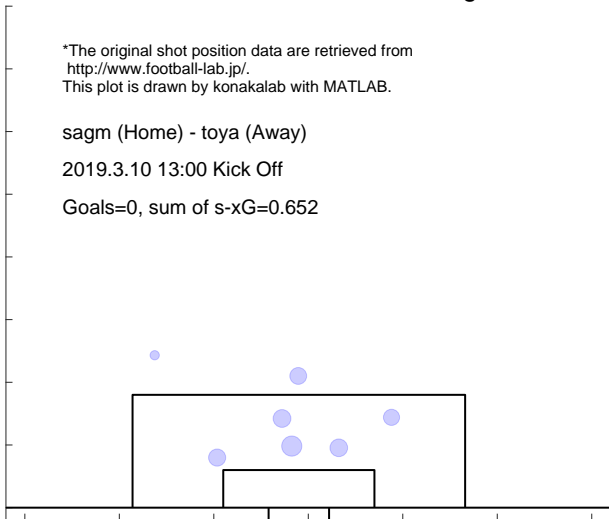 *The original shot position data are retrieved from
http://www.football-lab.jp/.
This plot is drawn by konakalab with MATLAB.
sagm (Home) - toya (Away)
2019.3.10 13:00 Kick Off
Goals=0, sum of s-xG=0.652